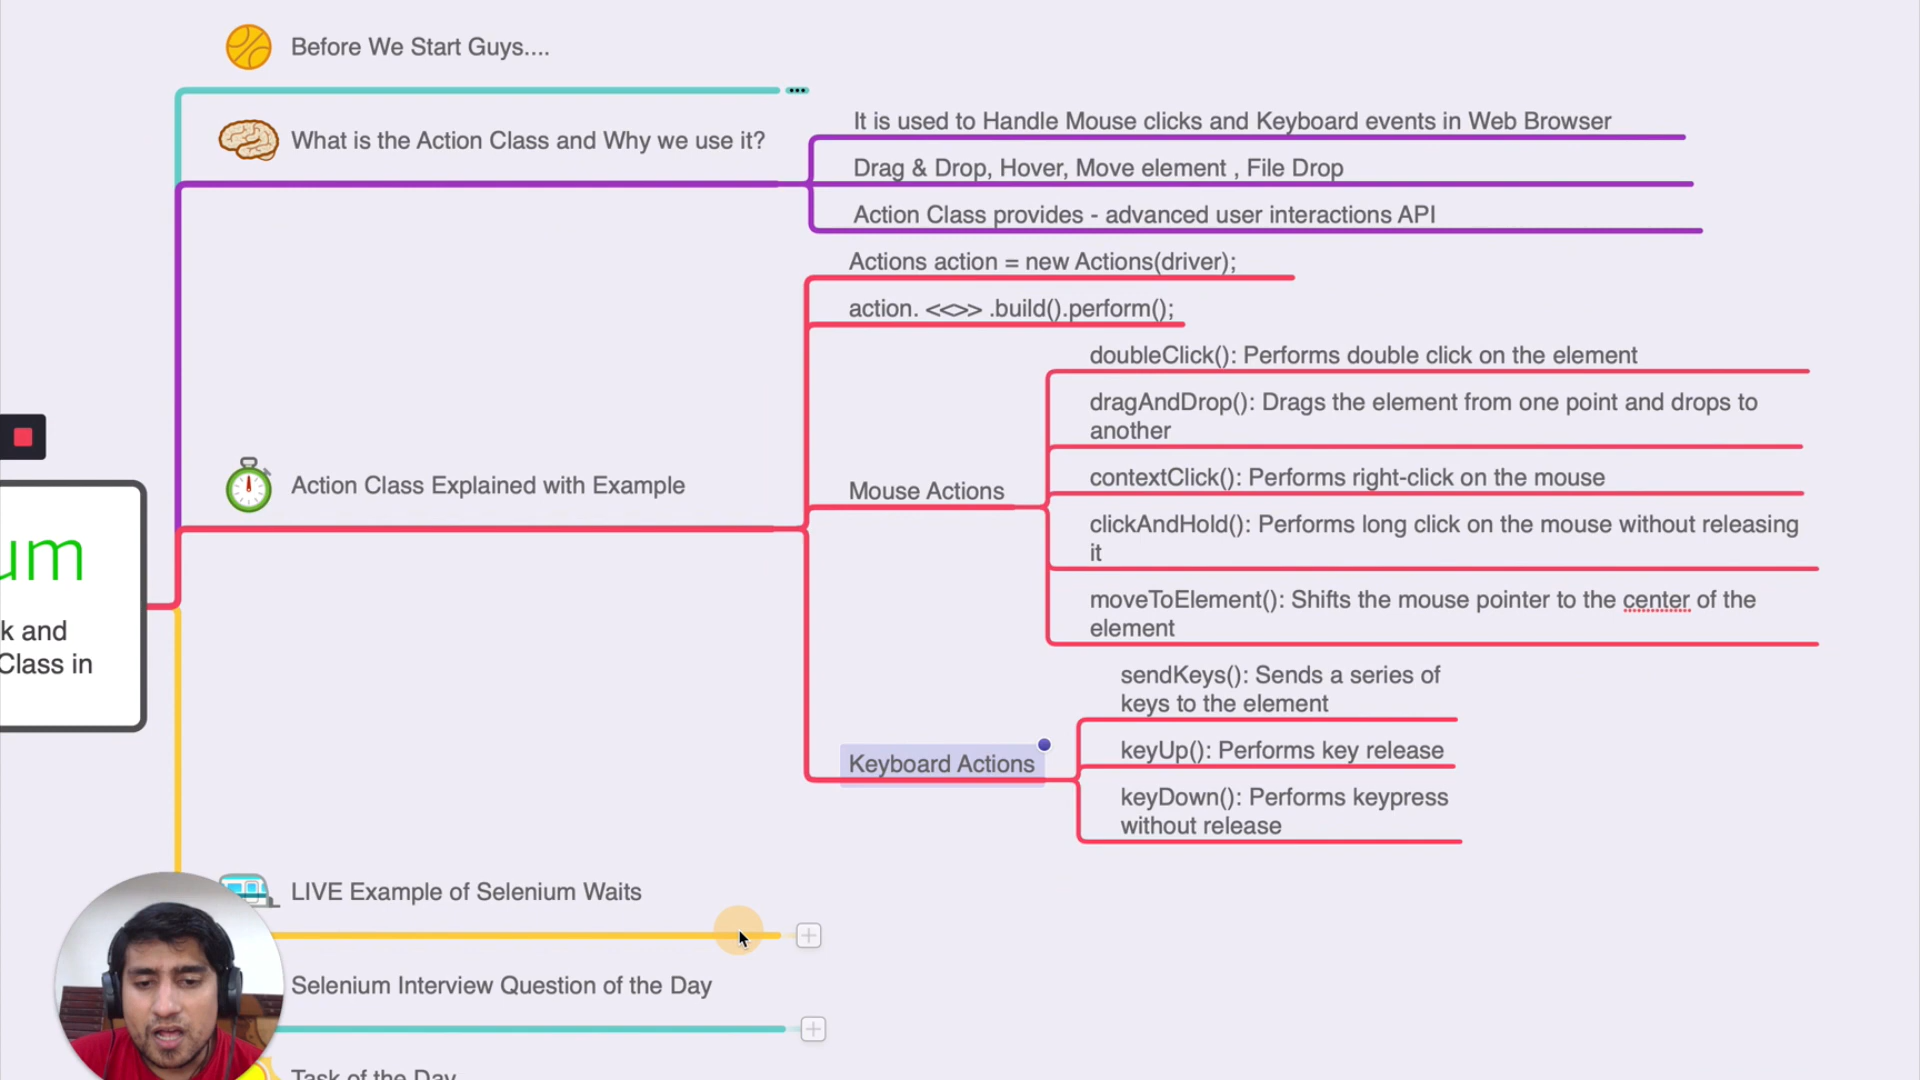 Before We Start Guys....
What is the Action Class and Why we use it?
It is used to Handle Mouse clicks and Keyboard events in Web Browser
Drag & Drop, Hover, Move element , File Drop
Action Class provides - advanced user interactions API
Action Class Explained with Example
Actions action = new Actions(driver);
action. <<<>>> .build().perform();
Mouse Actions
doubleClick(): Performs double click on the element
dragAndDrop(): Drags the element from one point and drops to
another
contextClick(): Performs right-click on the mouse
clickAndHold(): Performs long click on the mouse without releasing
it
moveToElement(): Shifts the mouse pointer to the center of the
element
Keyboard Actions
sendKeys(): Sends a series of
keys to the element
keyUp(): Performs key release
keyDown(): Performs keypress
without release
um
k and
Class in
LIVE Example of Selenium Waits
Selenium Interview Question of the Day
Task of the Day